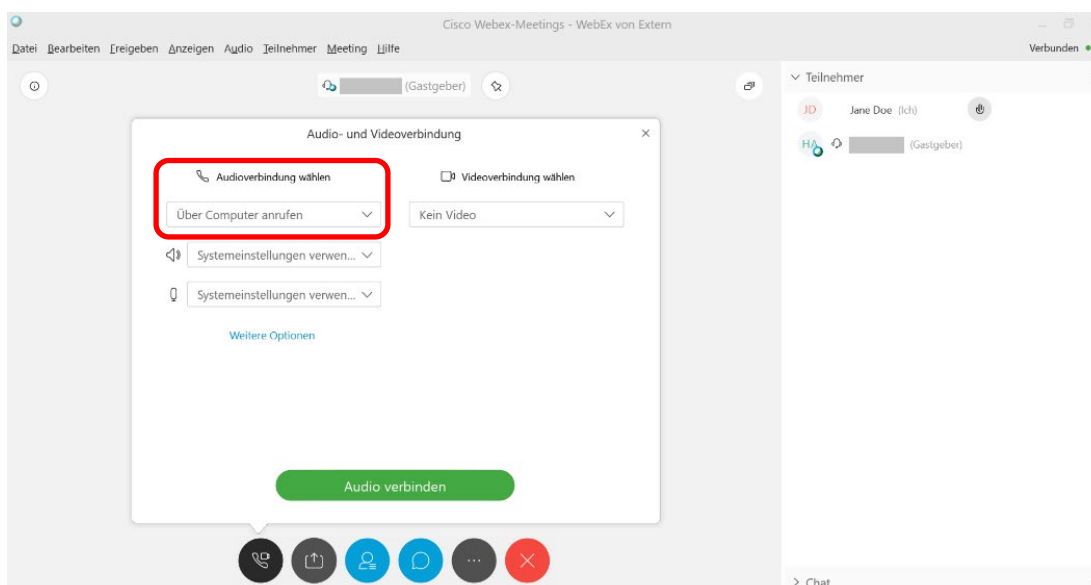 Cisco Webex-Meetings - WebEx von Extern
Datei Bearbeiten Freigeben Anzeigen Audio Teilnehmer Meeting Hilfe Verbunden
(Gastgeber)
Teilnehmer
JD Jane Doe (Ich)
HA (Gastgeber)
Audio- und Videoverbindung
Audioverbindung wählen Videoverbindung wählen
Über Computer anrufen Kein Video
Systemeinstellungen verwen...
Systemeinstellungen verwen...
Weitere Optionen
Audio verbinden
Chat